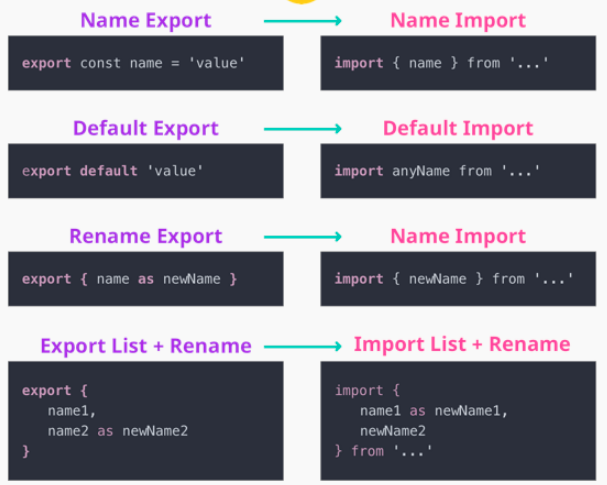 Name Export
Name Import
export const name = 'value'
import { name } from '...'
Default Export
Default Import
export default 'value'
import anyName from '...'
Rename Export
Name Import
export { name as newName }
import { newName } from '...'
Export List + Rename
Import List + Rename
export {
name1,
name2 as newName2
}
import {
name1 as newName1,
newName2
} from '...'